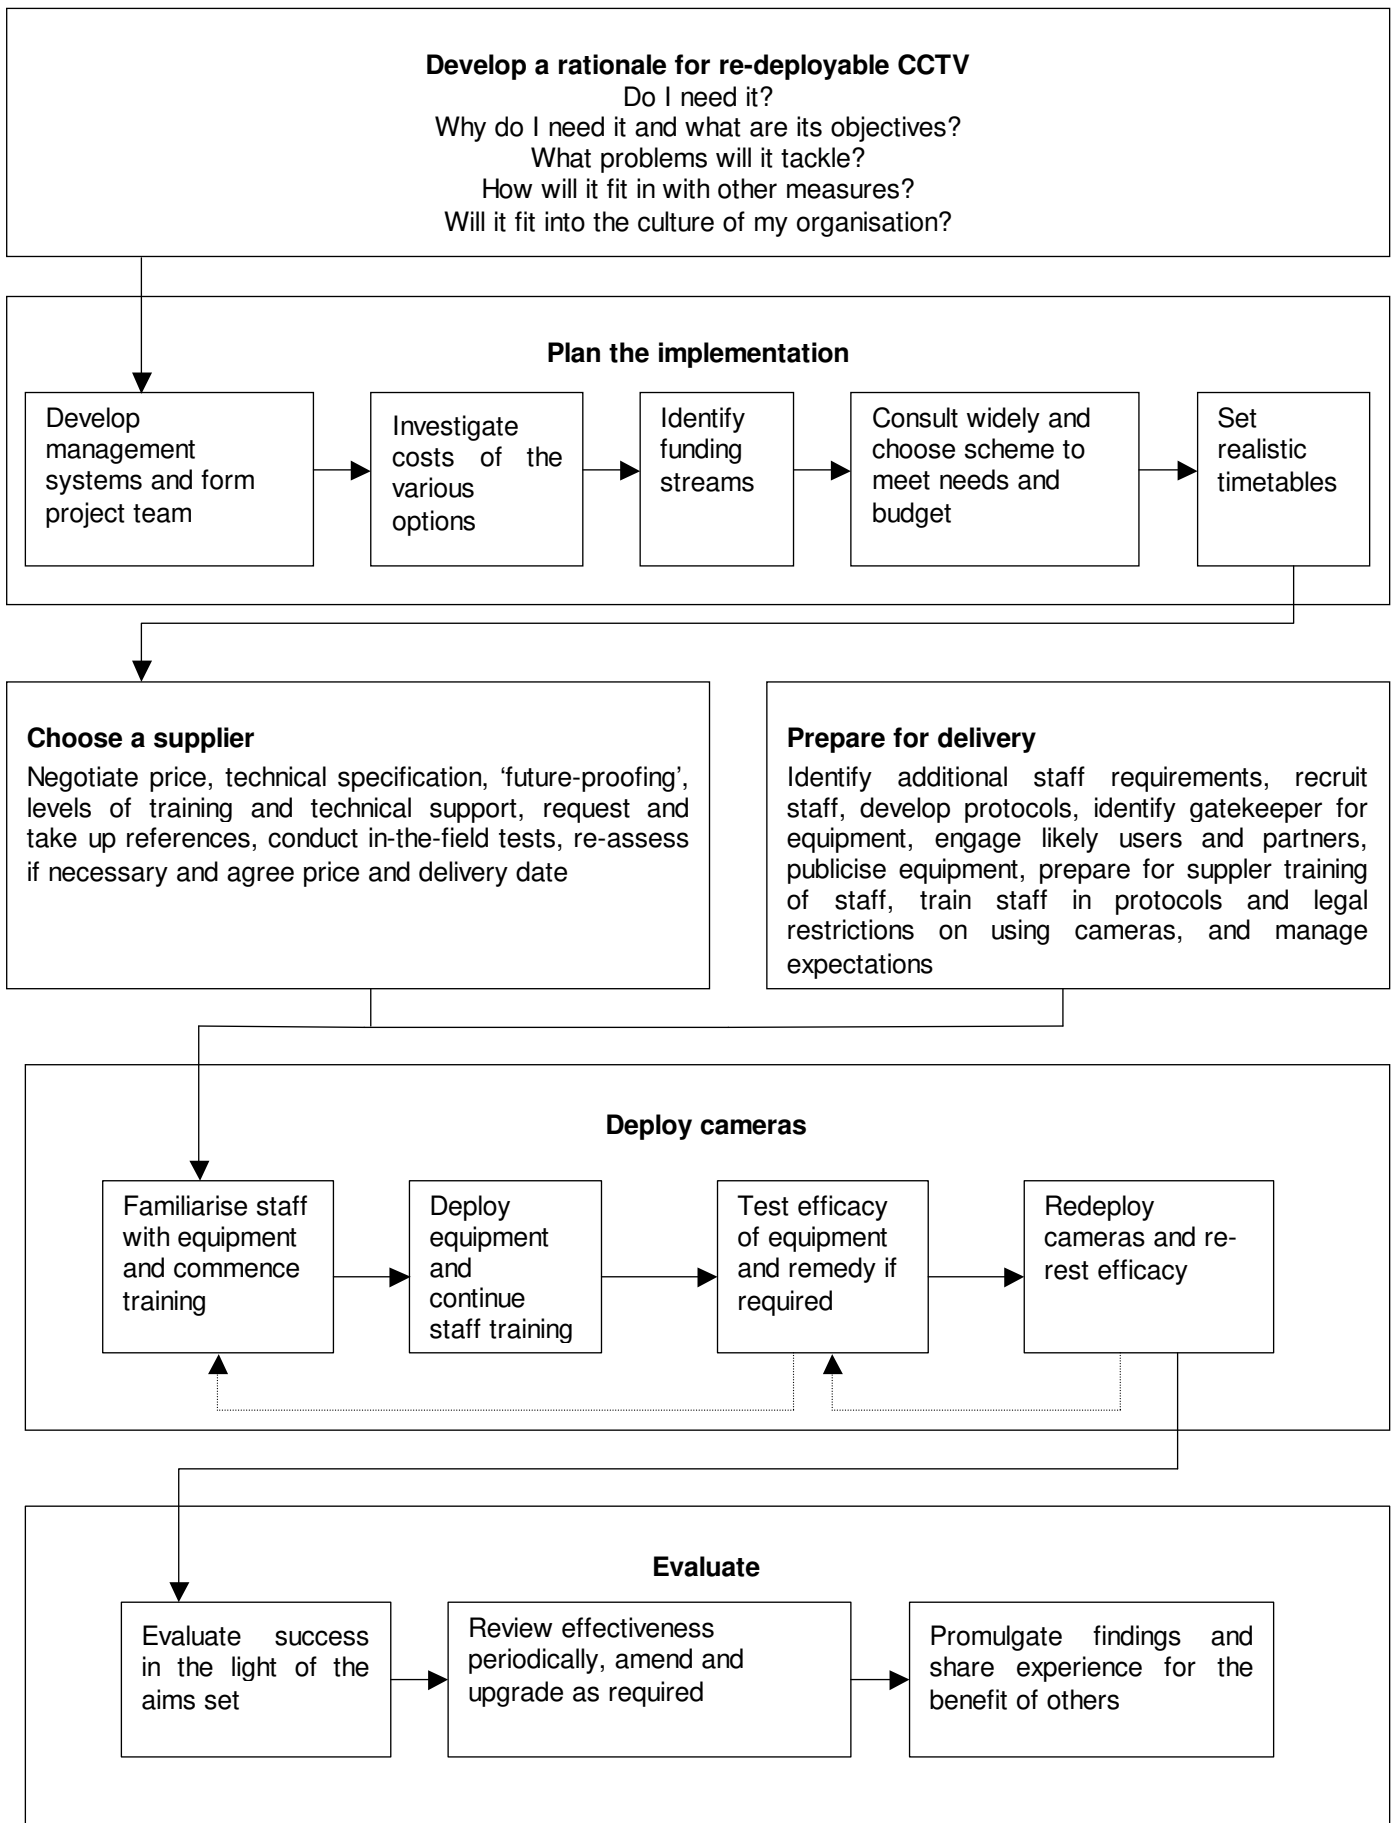 Develop a rationale for re-deployable CCTV
Do I need it?
Why do I need it and what are its objectives?
What problems will it tackle?
How will it fit in with other measures?
Will it fit into the culture of my organisation?
Plan the implementation
Develop
management
systems and form
project team
Investigate
costs of the
various
options
Identify
funding
streams
Consult widely and
choose scheme to
meet needs and
budget
Set
realistic
timetables
Choose a supplier
Negotiate price, technical specification, ‘future-proofing’,
levels of training and technical support, request and
take up references, conduct in-the-field tests, re-assess
if necessary and agree price and delivery date
Prepare for delivery
Identify additional staff requirements, recruit
staff, develop protocols, identify gatekeeper for
equipment, engage likely users and partners,
publicise equipment, prepare for suppler training
of staff, train staff in protocols and legal
restrictions on using cameras, and manage
expectations
Deploy cameras
Familiarise staff
with equipment
and commence
training
Deploy
equipment
and
continue
staff training
Test efficacy
of equipment
and remedy if
required
Redeploy
cameras and re-
rest efficacy
Evaluate
Evaluate success
in the light of the
aims set
Review effectiveness
periodically, amend and
upgrade as required
Promulgate findings and
share experience for the
benefit of others